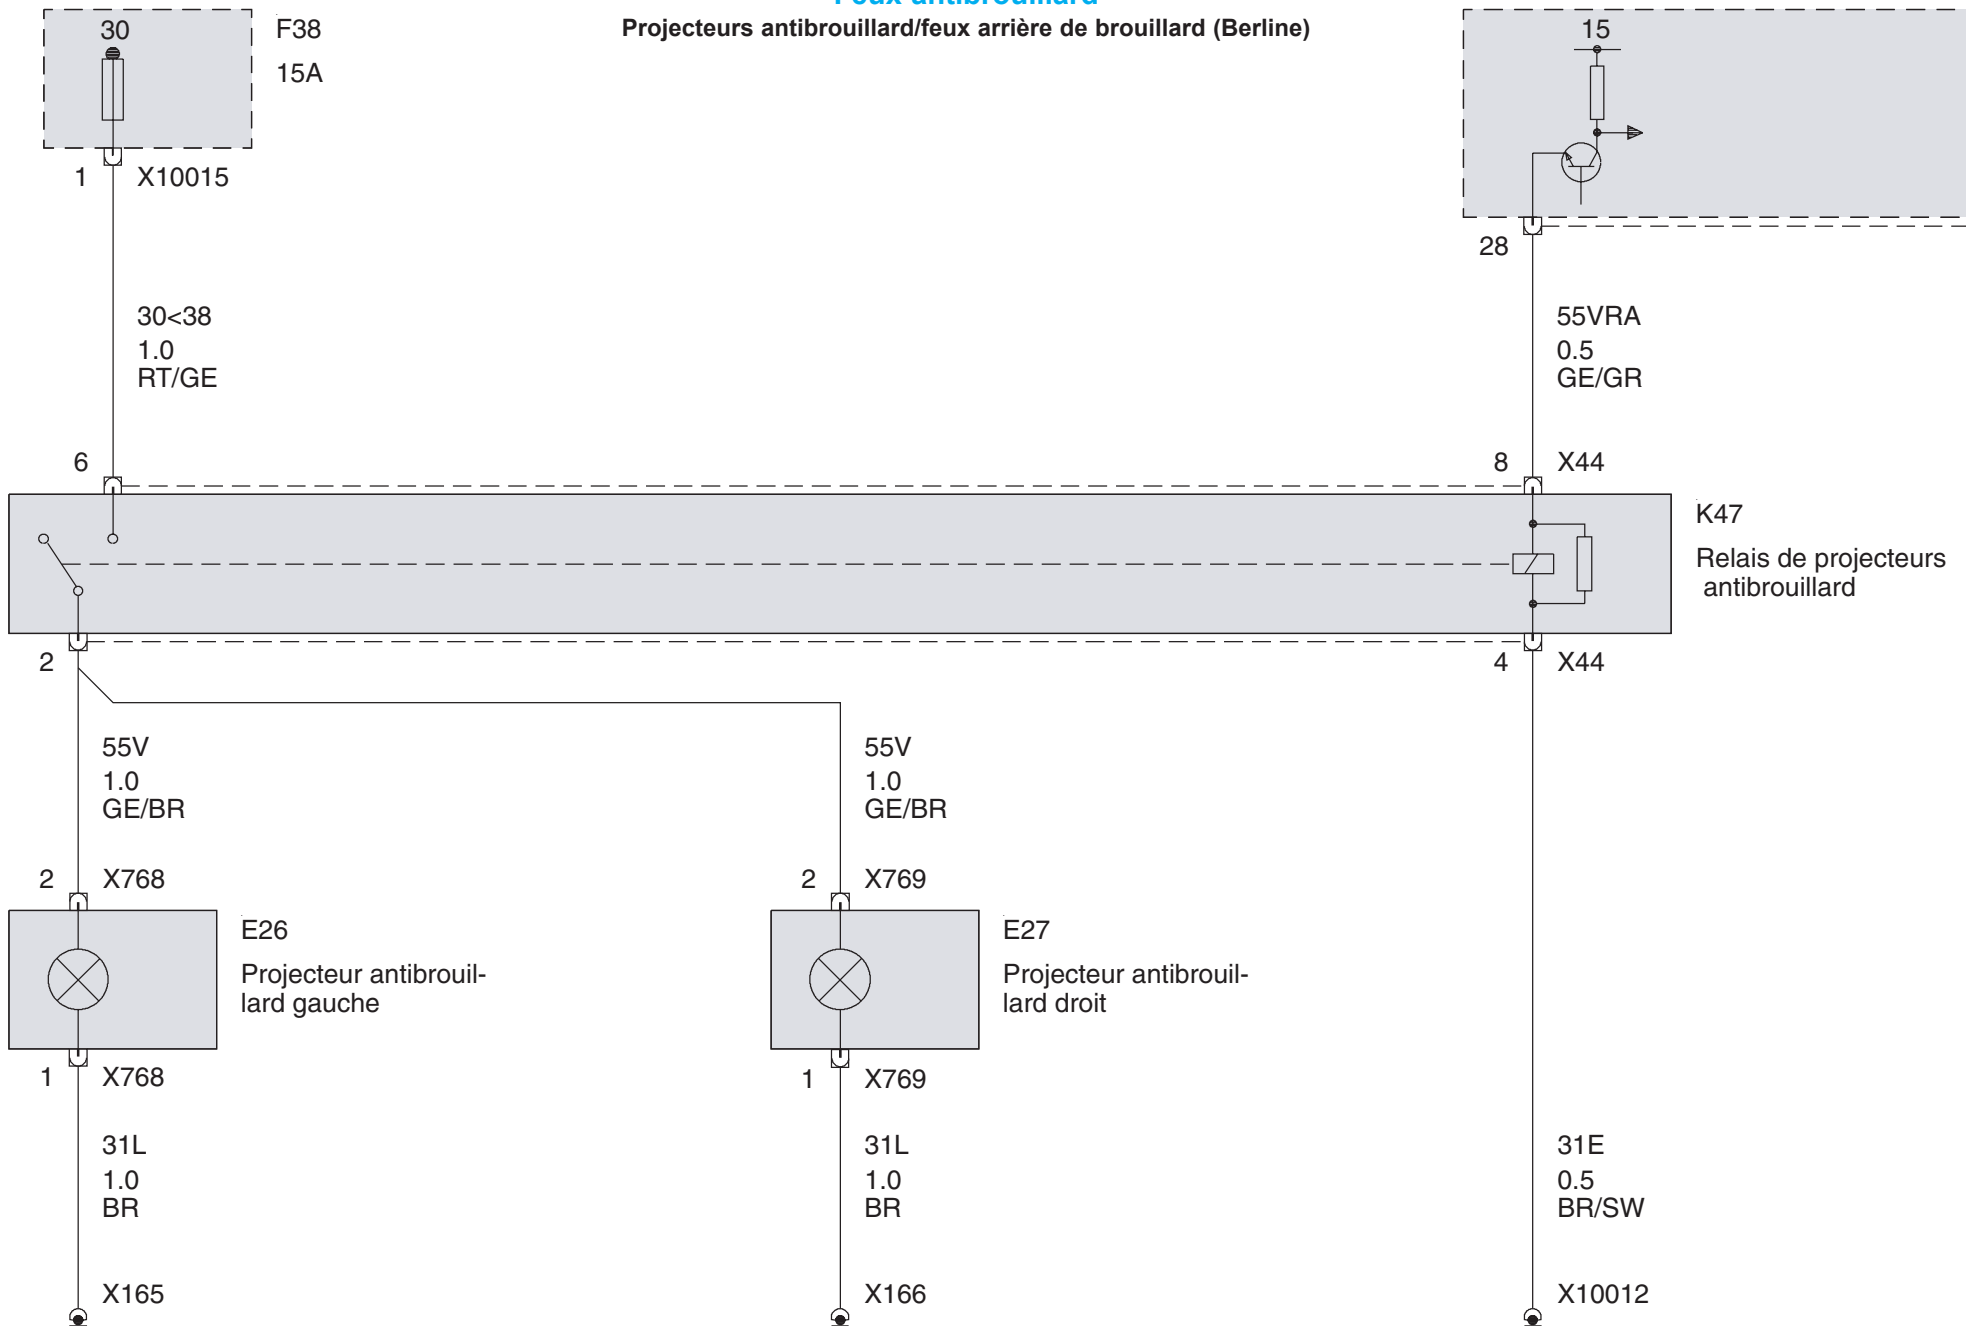 Feux antibrouillard
Projecteurs antibrouillard/feux arrière de brouillard (Berline)
30
F38
15A
15
1
X10015
28
30<38
1.0
RT/GE
55VRA
0.5
GE/GR
6
8
X44
K47
Relais de projecteurs
antibrouillard
2
4
X44
55V
1.0
GE/BR
55V
1.0
GE/BR
2
X768
2
X769
E26
Projecteur antibrouil-
lard gauche
E27
Projecteur antibrouil-
lard droit
1
X768
1
X769
31L
1.0
BR
31L
1.0
BR
31E
0.5
BR/SW
X165
X166
X10012